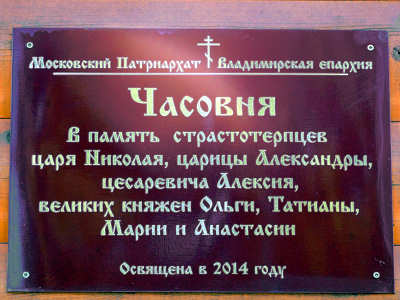 Московский Патриархат Владимирская епархия
Часовня
В память страстотерпцев
царя Николая, царицы Александры,
цесаревича Алексия,
великих княжен Ольги, Татианы,
Марии и Анастасии
Освящена в 2014 году